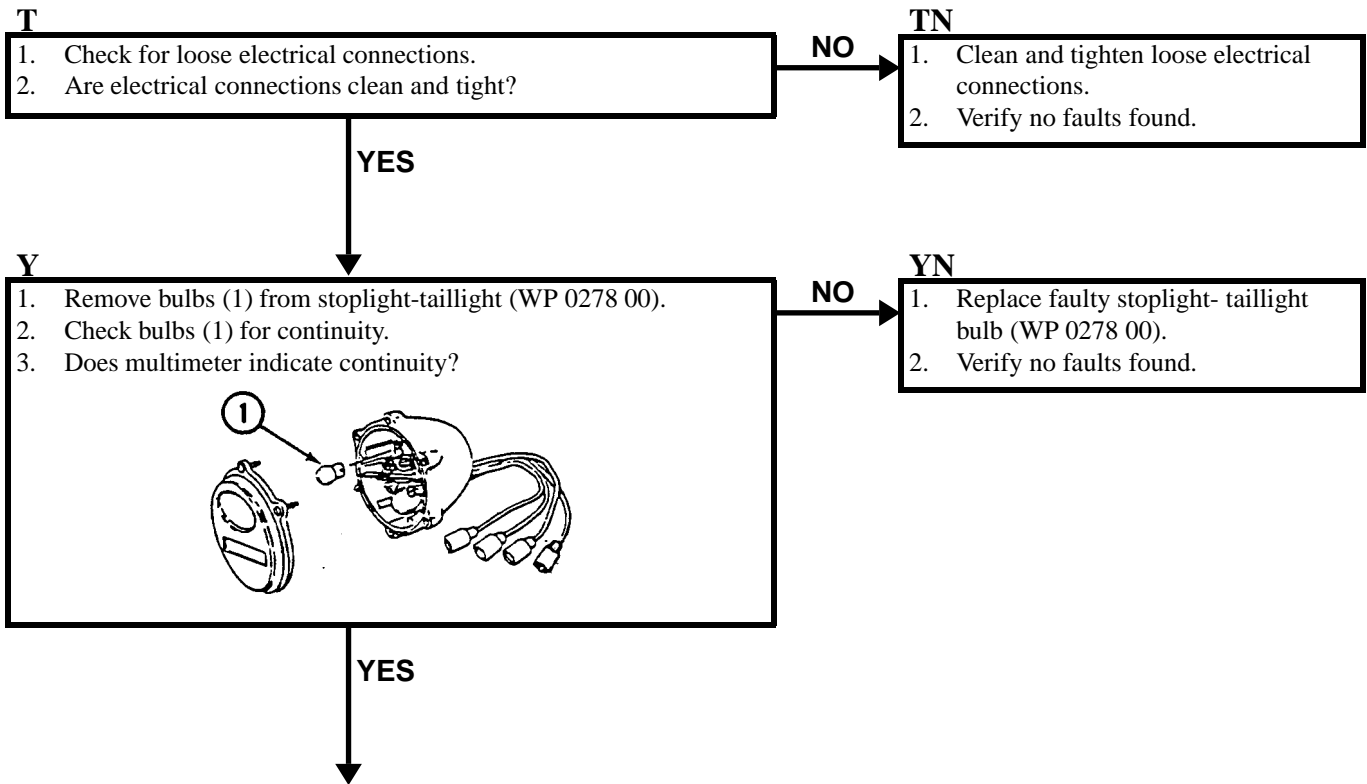 T
1. Check for loose electrical connections.
2. Are electrical connections clean and tight?
NO
TN
1. Clean and tighten loose electrical
connections.
2. Verify no faults found.
YES
Y
1. Remove bulbs (1) from stoplight-taillight (WP 0278 00).
2. Check bulbs (1) for continuity.
3. Does multimeter indicate continuity?
1
NO
YN
1. Replace faulty stoplight- taillight
bulb (WP 0278 00).
2. Verify no faults found.
YES